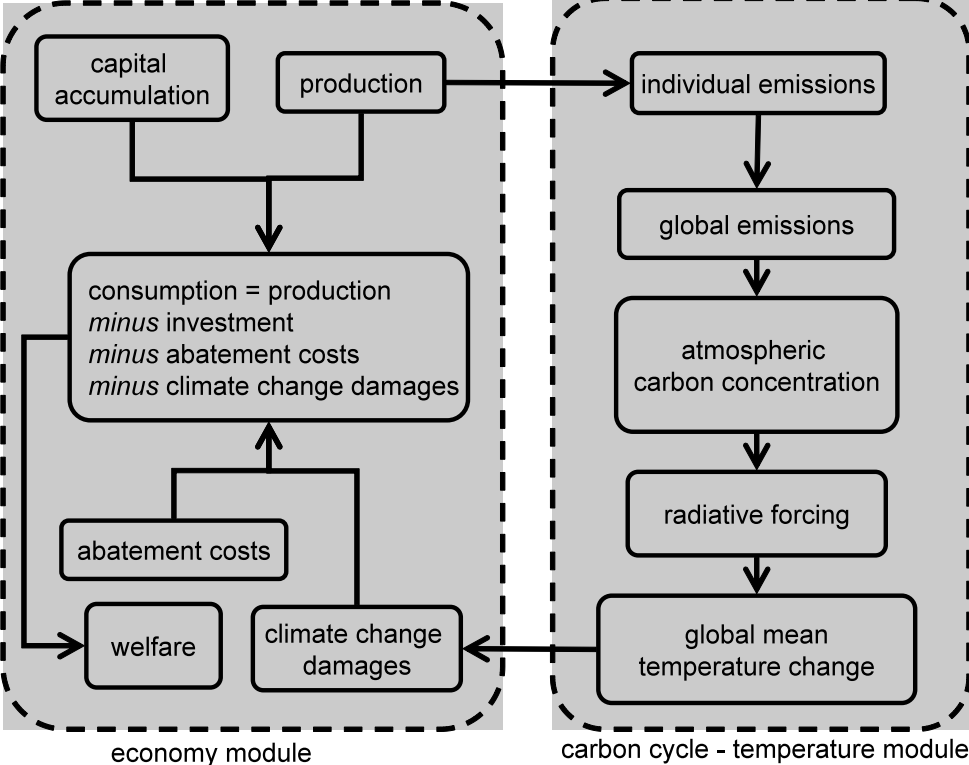 capital
accumulation
production
consumption = production
minus investment
minus abatement costs
minus climate change damages
abatement costs
welfare
climate change
damages
economy module
individual emissions
global emissions
atmospheric
carbon concentration
radiative forcing
global mean
temperature change
carbon cycle - temperature module